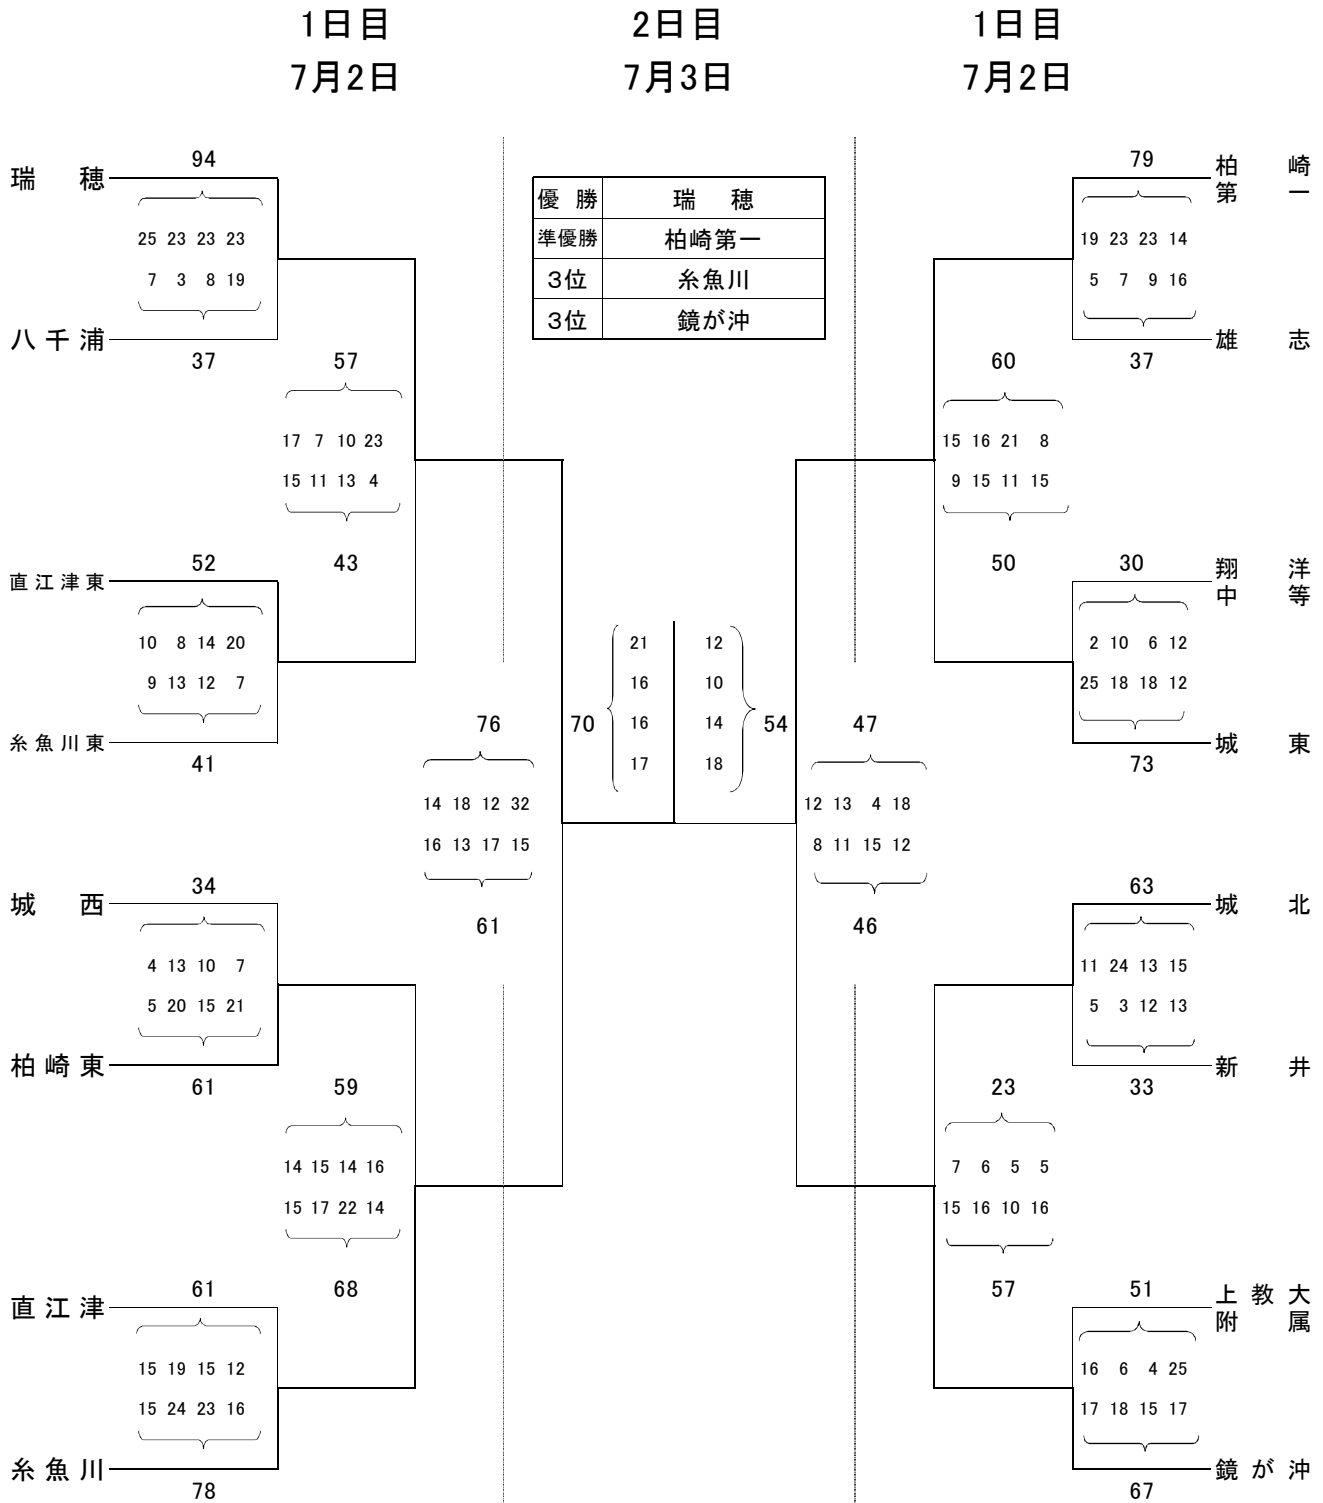 1日目 2日目 1日目
7月2日 7月3日 7月2日
94 79
瑞穂 柏崎第一
優勝 瑞穂
準優勝 柏崎第一
3位 糸魚川
3位 鏡が沖
25 23 23 23 19 23 23 14
7 3 8 19 5 7 9 16
八千浦 雄志
37 57 60 37
17 7 10 23 15 16 21 8
15 11 13 4 9 15 11 15
52 43 50 30
直江津東 翔洋中等
10 8 14 20 21 12 2 10 6 12
9 13 12 7 16 10 25 18 18 12
76 70 16 14 54 47
糸魚川東 城東
41 17 18 73
14 18 12 32 12 13 4 18
16 13 17 15 8 11 15 12
34 63
城西 城北
61 46
4 13 10 7 11 24 13 15
5 20 15 21 5 3 12 13
柏崎東 新井
61 59 23 33
14 15 14 16 7 6 5 5
15 17 22 14 15 16 10 16
61 68 57 51
直江津 上教大附属
15 19 15 12 16 6 4 25
15 24 23 16 17 18 15 17
糸魚川 鏡が沖
78 67